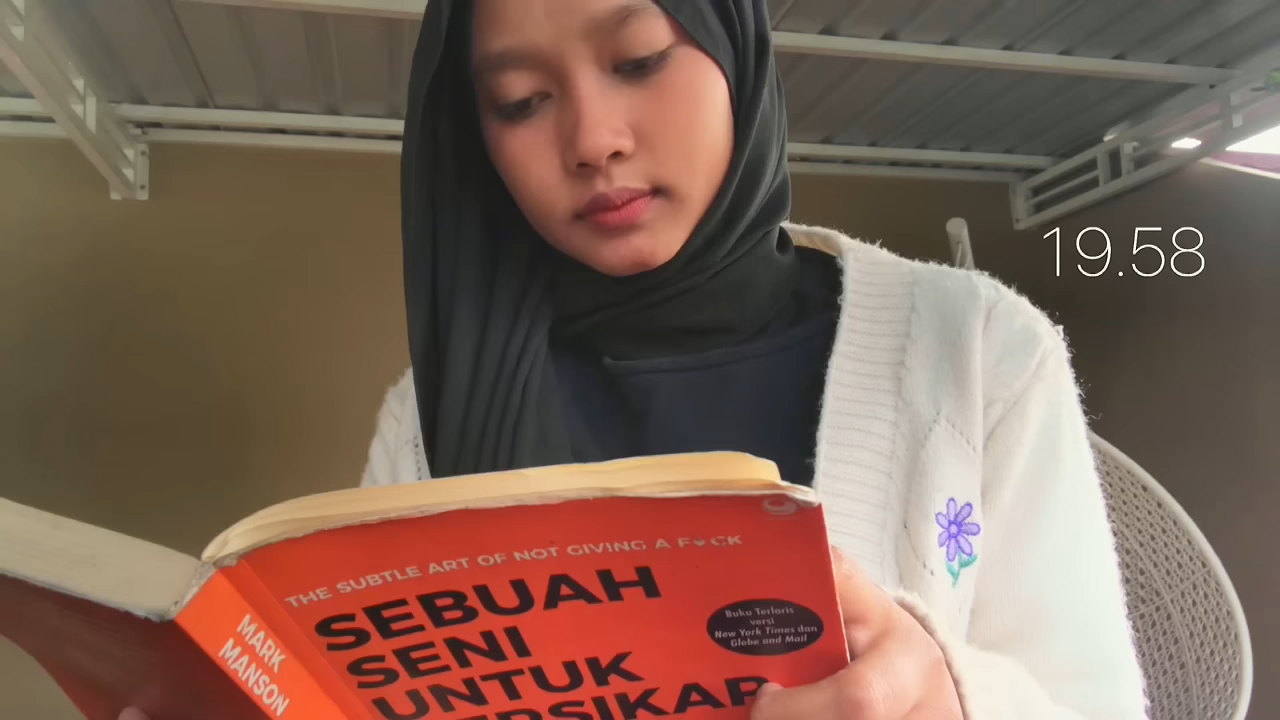 19.58
THE SUBTLE ART OF NOT GIVING A F♥CK
SEBUAH
SENI
UNTUK
BERSIKAP
Buku Terlaris
versi
New York Times dan
Globe and Mail
MARK
MANSON